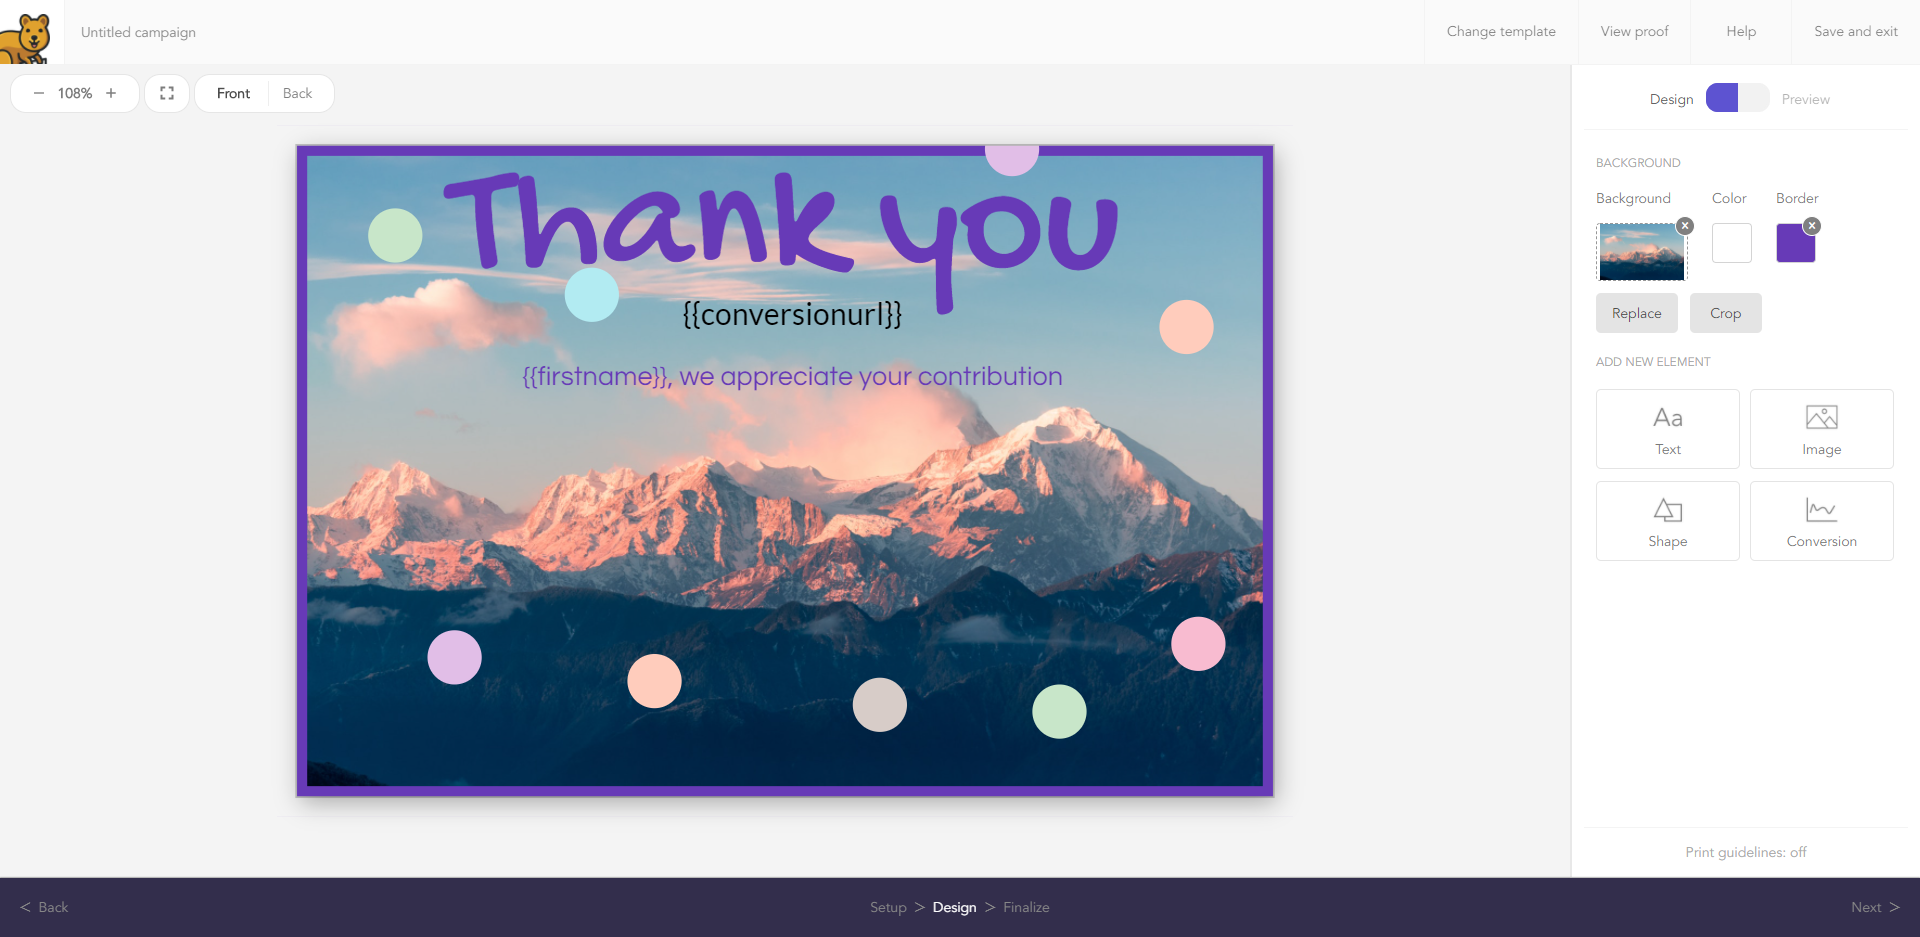 Untitled campaign
Change template
View proof
Help
Save and exit
− 108% +
Front
Back
Design
Preview
BACKGROUND
Background
Color
Border
Replace
Crop
ADD NEW ELEMENT
Aa
Text
Image
Shape
Conversion
Print guidelines: off
Thank you
{{conversionurl}}
{{firstname}}, we appreciate your contribution
< Back
Setup > Design > Finalize
Next >